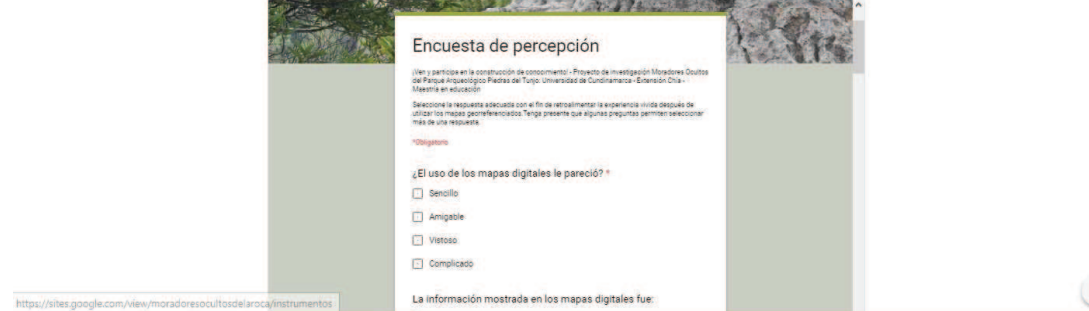 Encuesta de percepción
¡Ven y participa en la construcción de conocimiento! - Proyecto de investigación Moradores Ocultos
del Parque Arqueológico Piedras del Tunjo: Universidad de Cundinamarca - Extensión Chía -
Maestría en educación
Seleccione la respuesta adecuada con el fin de retroalimentar la experiencia vivida después de
utilizar los mapas georreferenciados. Tenga presente que algunas preguntas permiten seleccionar
más de una respuesta.
*Obligatorio
¿El uso de los mapas digitales le pareció? *
Sencillo
Amigable
Vistoso
Complicado
La información mostrada en los mapas digitales fue:
https://sites.google.com/view/moradoresocultosdelaroca/instrumentos